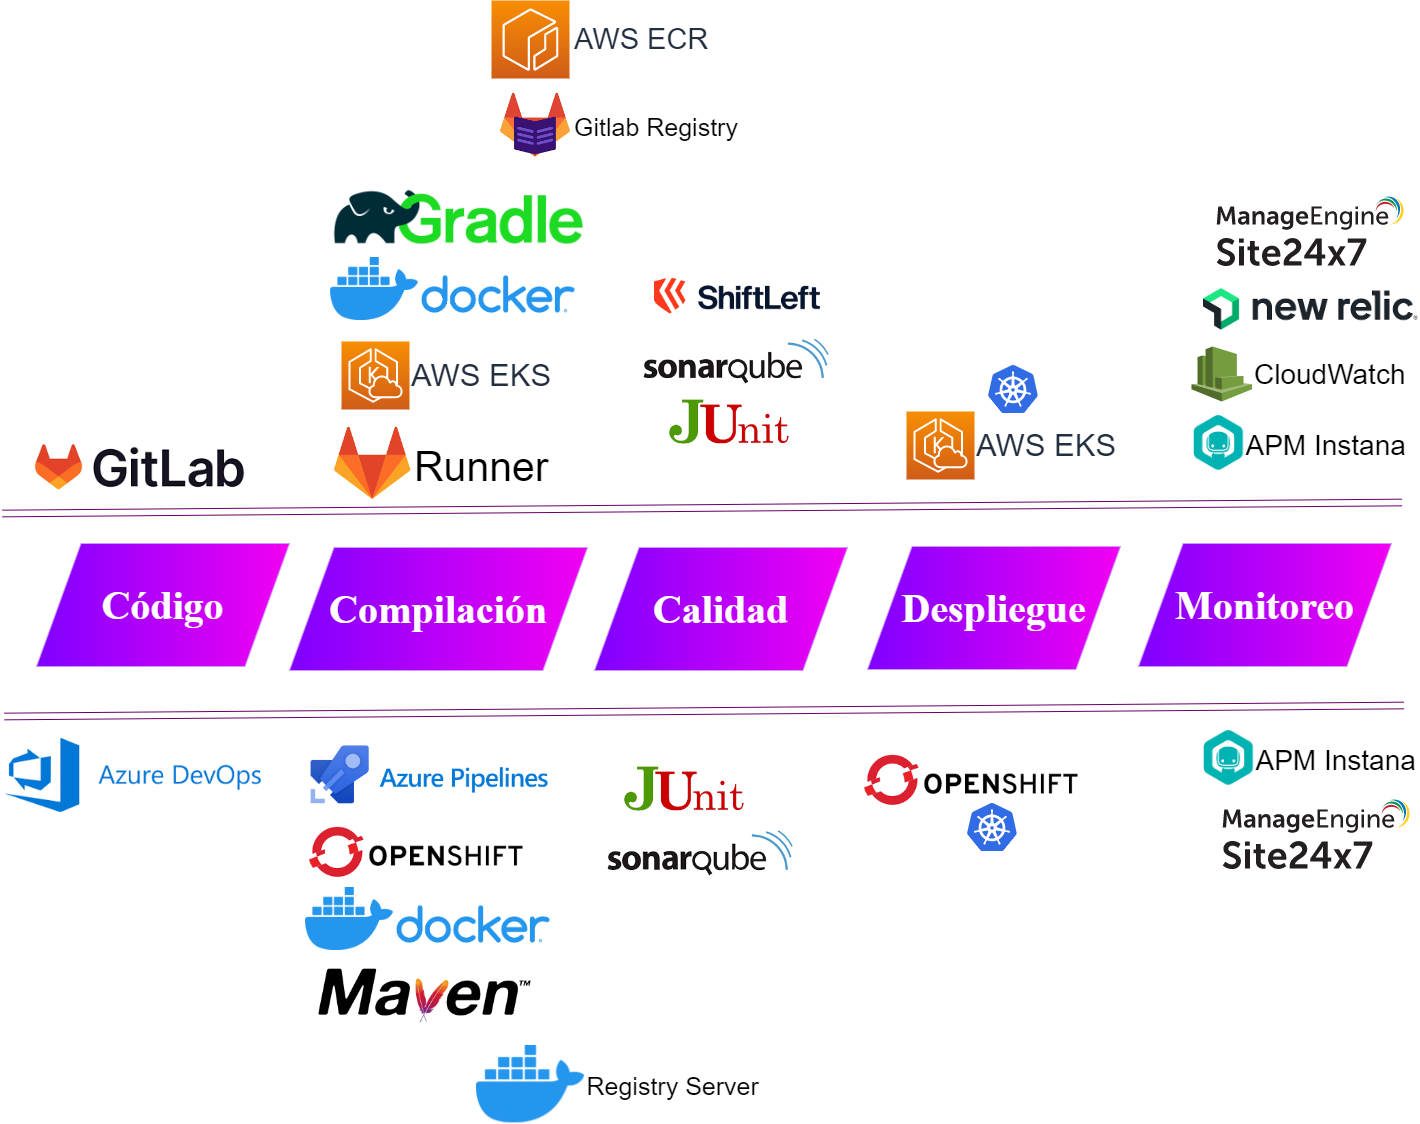 AWS ECR
Gitlab Registry
Gradle
docker
AWS EKS
Runner
GitLab
ShiftLeft
sonarqube
JUnit
AWS EKS
ManageEngine
Site24x7
new relic
CloudWatch
APM Instana
Código
Compilación
Calidad
Despliegue
Monitoreo
Azure DevOps
Azure Pipelines
OPENSHIFT
docker
Maven™
Registry Server
JUnit
sonarqube
OPENSHIFT
APM Instana
ManageEngine
Site24x7